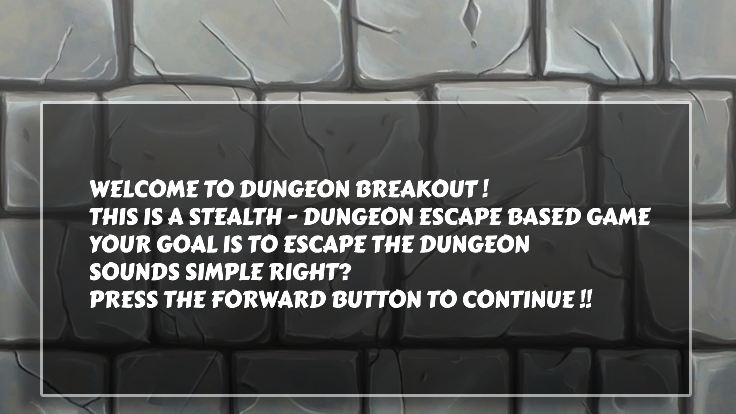 WELCOME TO DUNGEON BREAKOUT !
THIS IS A STEALTH - DUNGEON ESCAPE BASED GAME
YOUR GOAL IS TO ESCAPE THE DUNGEON
SOUNDS SIMPLE RIGHT?
PRESS THE FORWARD BUTTON TO CONTINUE !!